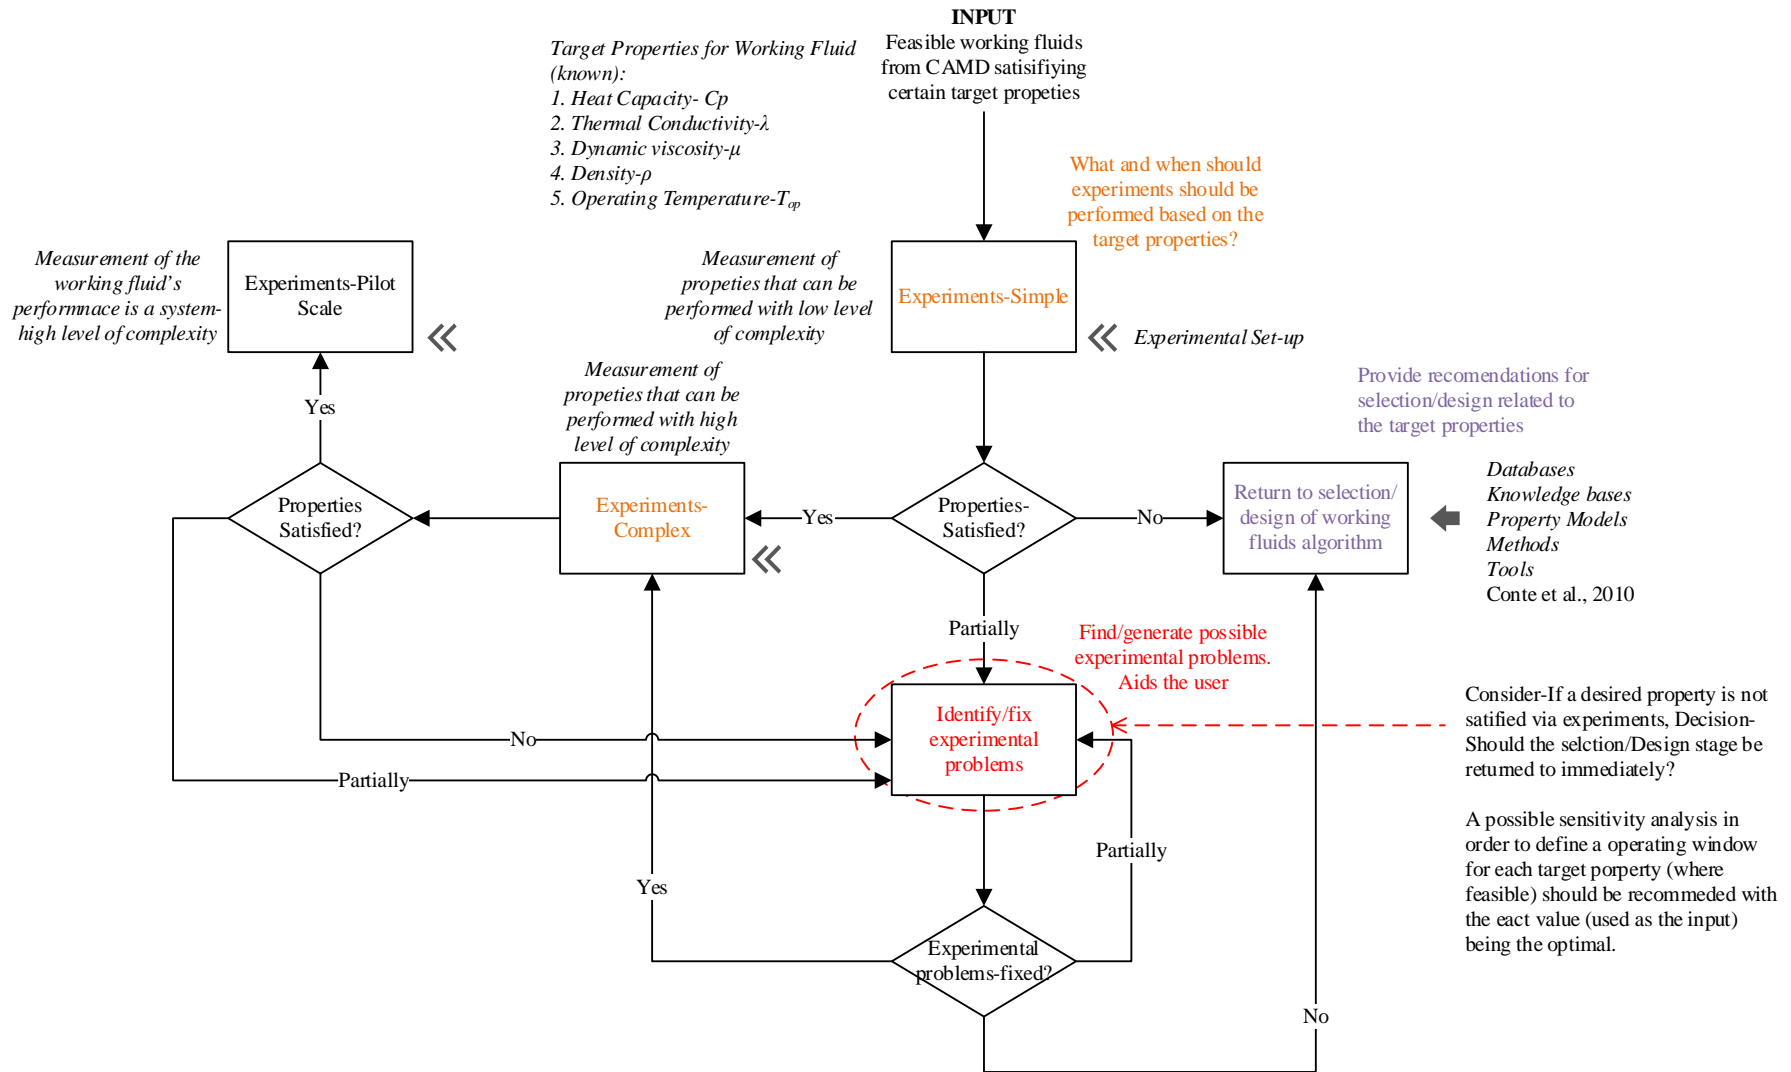 INPUT
Feasible working fluids
from CAMD satisifiying
certain target propeties
Target Properties for Working Fluid
(known):
1. Heat Capacity- Cp
2. Thermal Conductivity-λ
3. Dynamic viscosity-μ
4. Density-ρ
5. Operating Temperature-Top
What and when should
experiments should be
performed based on the
target properties?
Measurement of the
working fluid's
performnace is a system-
high level of complexity
Experiments-Pilot
Scale
Measurement of
propeties that can be
performed with low level
of complexity
Experiments-Simple
Experimental Set-up
Measurement of
propeties that can be
performed with high
level of complexity
Provide recomendations for
selection/design related to
the target properties
Yes
Properties
Satisfied?
Experiments-
Complex
Yes
Properties-
Satisfied?
No
Return to selection/
design of working
fluids algorithm
Databases
Knowledge bases
Property Models
Methods
Tools
Conte et al., 2010
Partially
Find/generate possible
experimental problems.
Aids the user
Identify/fix
experimental
problems
No
Partially
Consider-If a desired property is not
satified via experiments, Decision-
Should the selction/Design stage be
returned to immediately?
A possible sensitivity analysis in
order to define a operating window
for each target porperty (where
feasible) should be recommeded with
the eact value (used as the input)
being the optimal.
Partially
Yes
Experimental
problems-fixed?
No